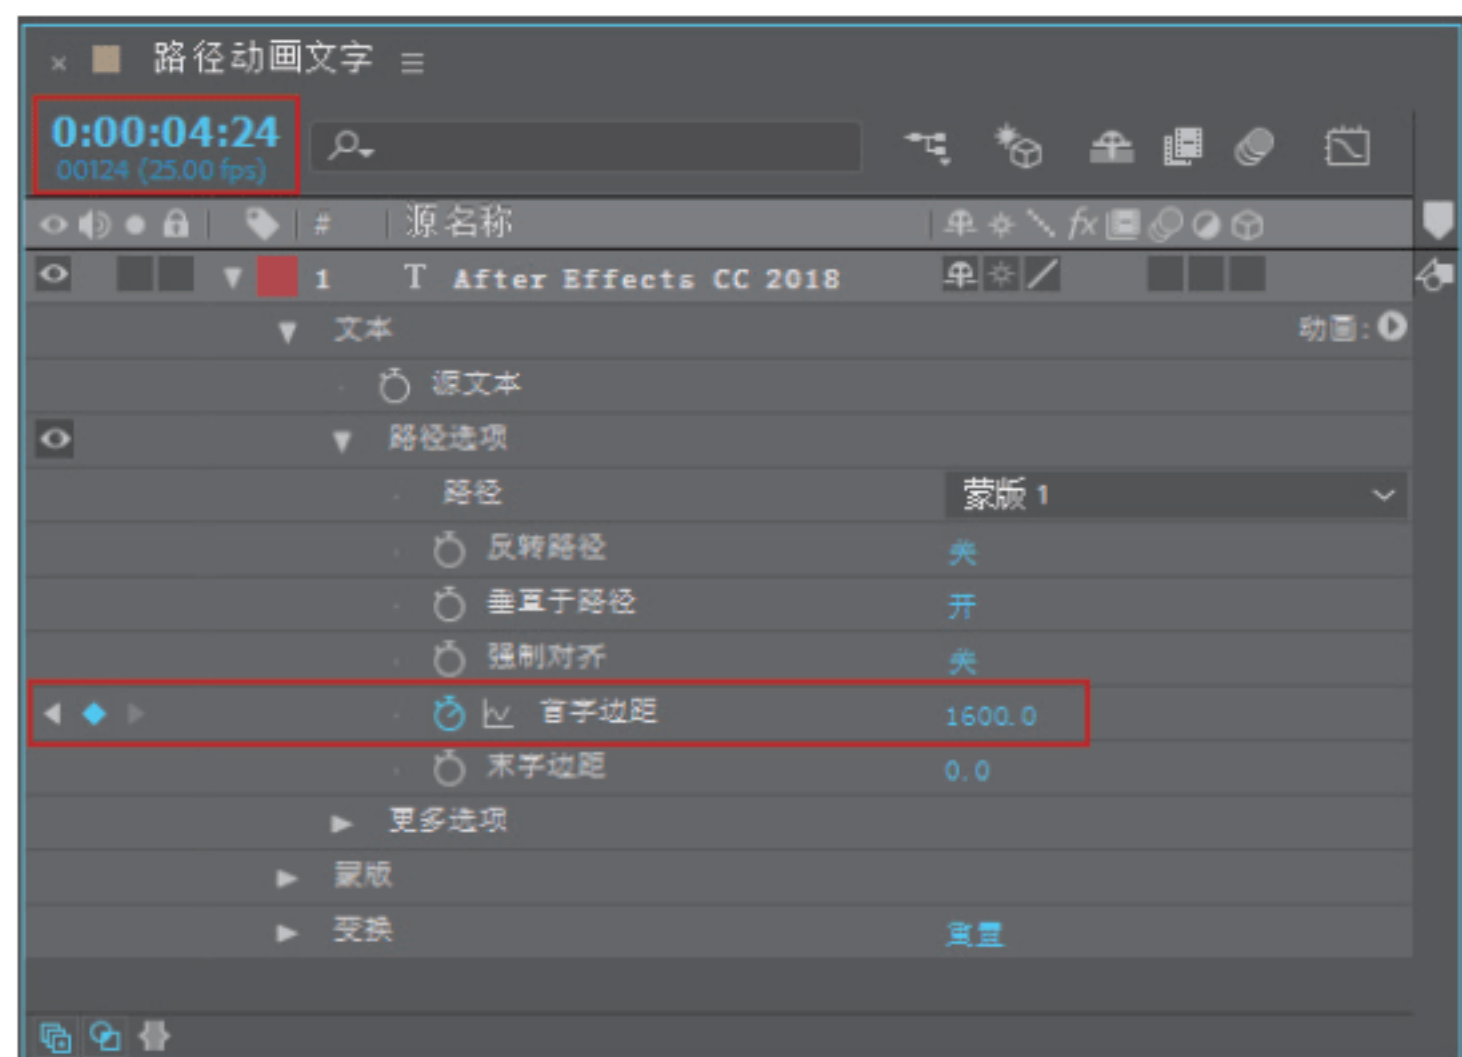 路径动画文字
0:00:04:24
00124 (25.00 fps)
# 源名称 fx
1 T After Effects CC 2018
文本 动画:
源文本
路径选项
路径 蒙版 1
反转路径 关
垂直于路径 开
强制对齐 关
首字边距 1600.0
末字边距 0.0
更多选项
蒙版
变换 重置